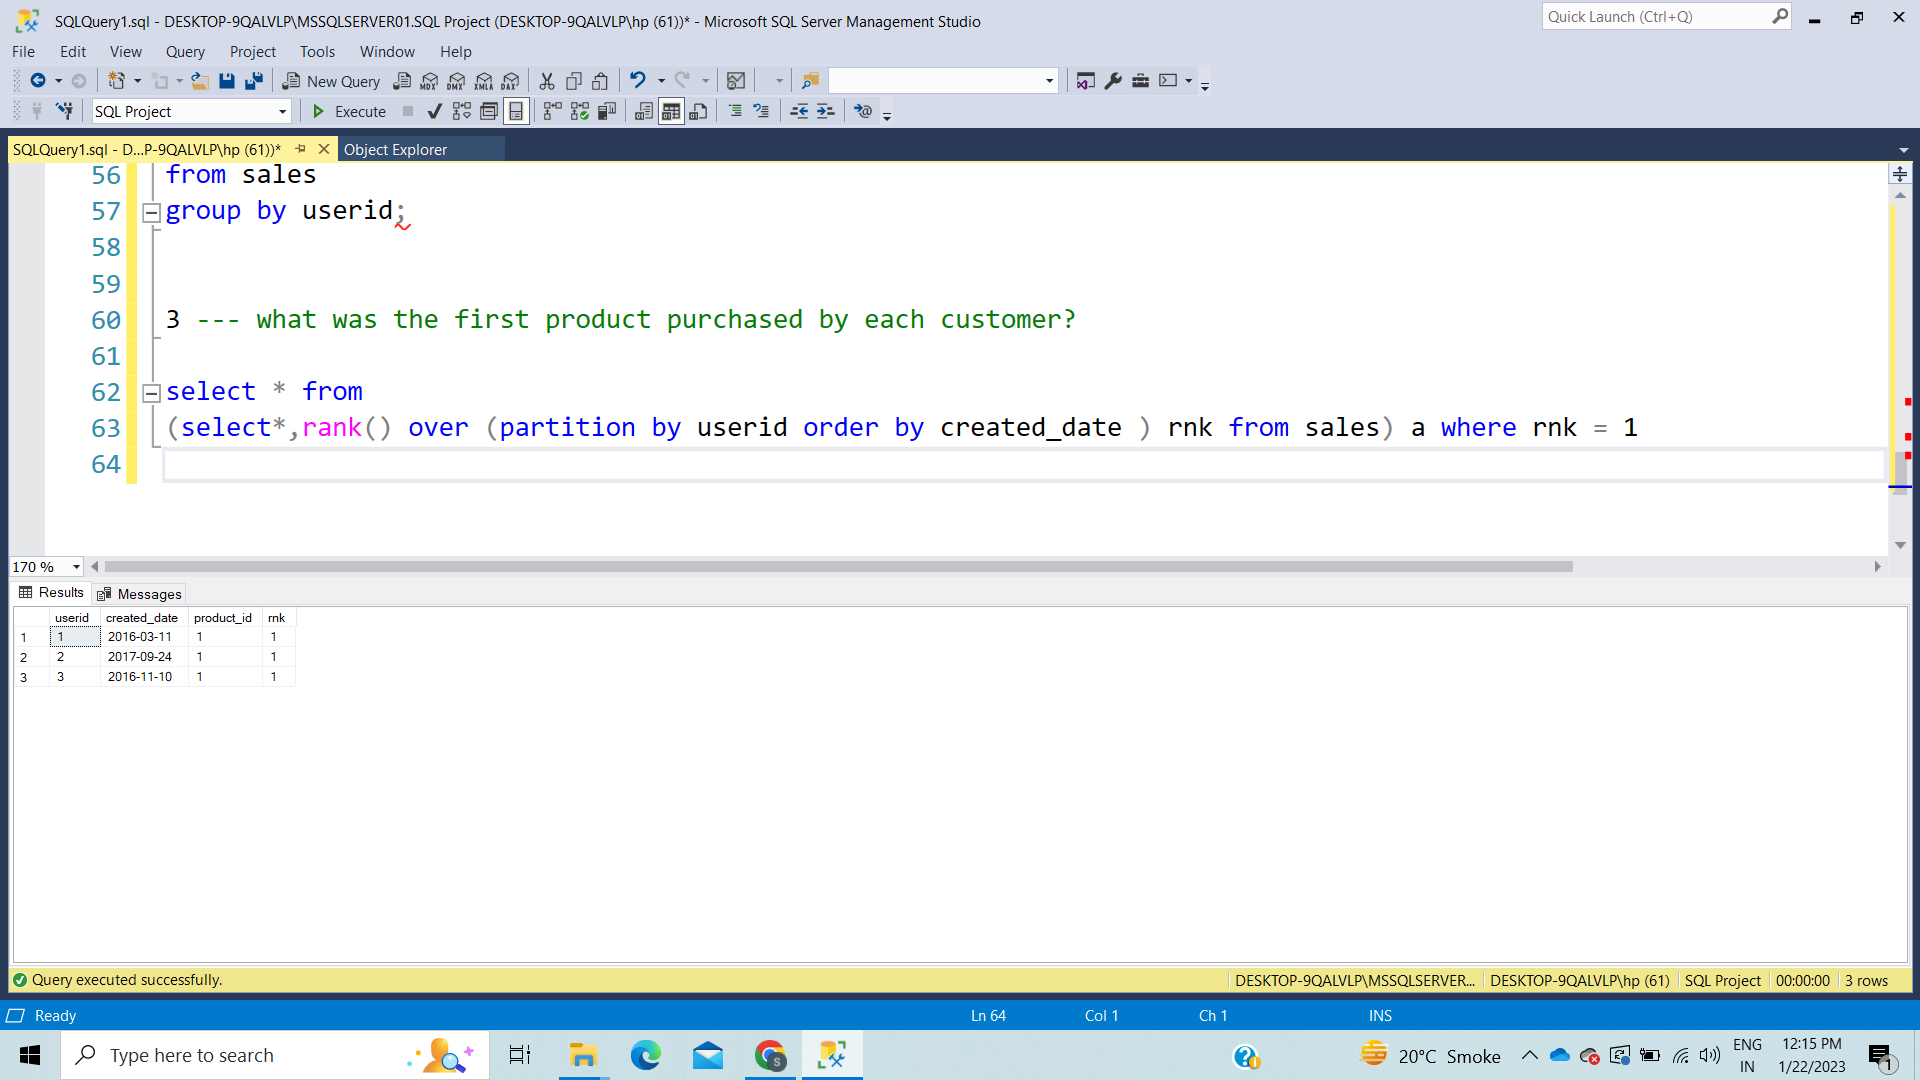 SQLQuery1.sql - DESKTOP-9QALVLP\MSSQLSERVER01.SQL Project (DESKTOP-9QALVLP\hp (61))* - Microsoft SQL Server Management Studio
Quick Launch (Ctrl+Q)
File Edit View Query Project Tools Window Help
New Query MDX DMX XMLA DAX
SQL Project Execute
SQLQuery1.sql - D...P-9QALVLP\hp (61))* Object Explorer
56 from sales
57 group by userid;
58
59
60 3 --- what was the first product purchased by each customer?
61
62 select * from
63 (select*,rank() over (partition by userid order by created_date ) rnk from sales) a where rnk = 1
64
170 %
Results Messages
userid created_date product_id rnk
1 1 2016-03-11 1 1
2 2 2017-09-24 1 1
3 3 2016-11-10 1 1
Query executed successfully. DESKTOP-9QALVLP\MSSQLSERVER... DESKTOP-9QALVLP\hp (61) SQL Project 00:00:00 3 rows
Ready Ln 64 Col 1 Ch 1 INS
Type here to search
20°C Smoke
ENG
IN
12:15 PM
1/22/2023
1